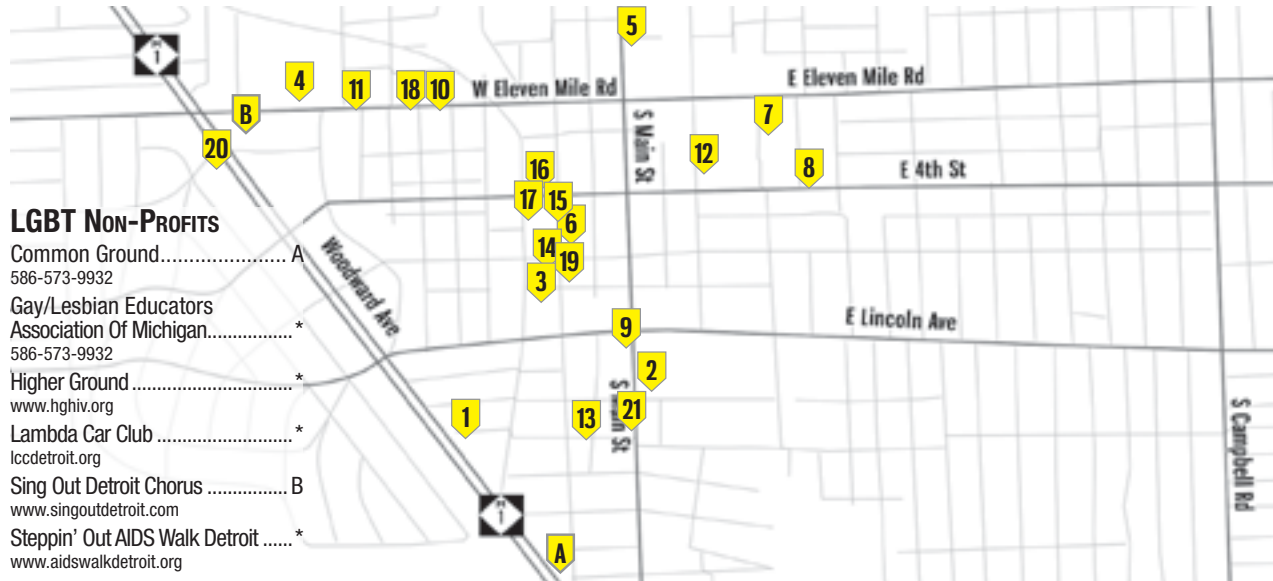 5
4
11
18
10
W Eleven Mile Rd
E Eleven Mile Rd
B
7
20
S Main St
12
8
16
E 4th St
17
15
6
14
19
3
Woodward Ave
9
E Lincoln Ave
2
1
13
21
S Main St
S Campbell Rd
A
M
1
M
1
LGBT NON-PROFITS
Common Ground...................... A
586-573-9932
Gay/Lesbian Educators
Association Of Michigan.................*
586-573-9932
Higher Ground ............................*
www.hghiv.org
Lambda Car Club ........................*
lccdetroit.org
Sing Out Detroit Chorus ................ B
www.singoutdetroit.com
Steppin' Out AIDS Walk Detroit ......*
www.aidswalkdetroit.org